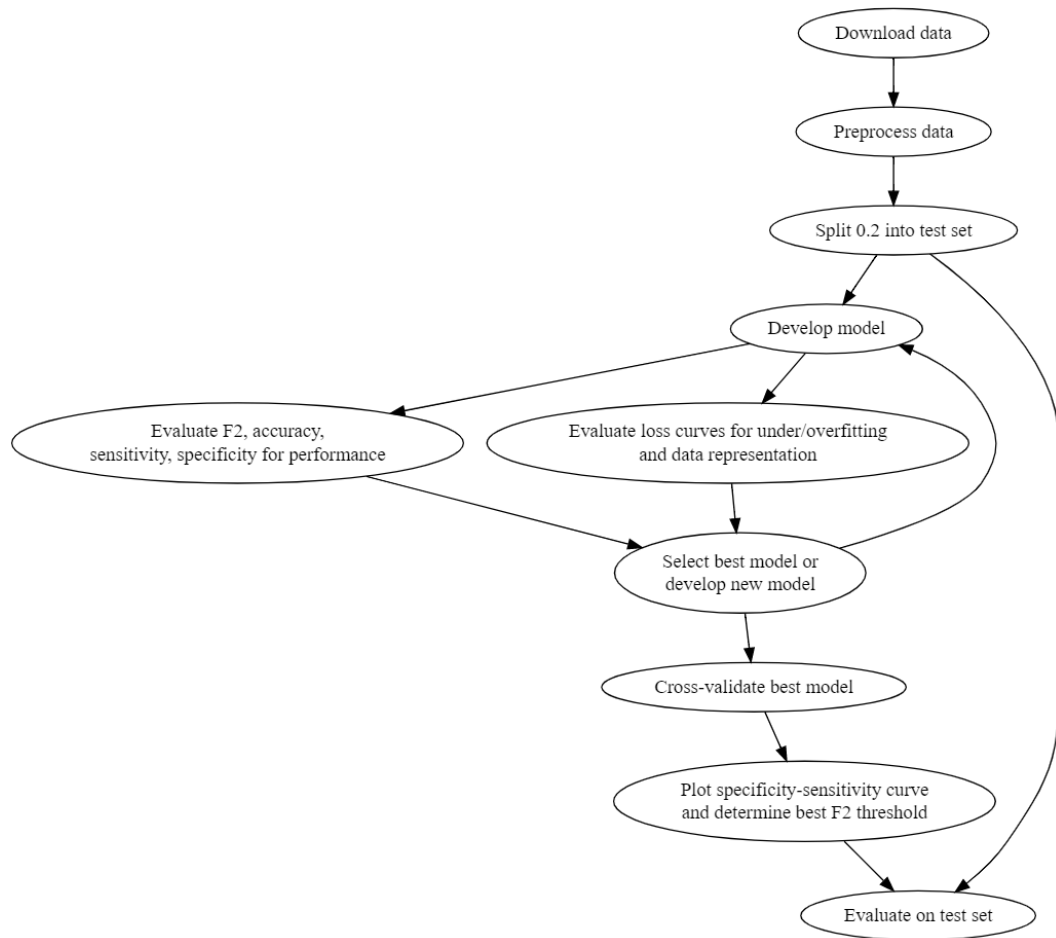 Download data
Preprocess data
Split 0.2 into test set
Develop model
Evaluate F2, accuracy,
sensitivity, specificity for performance
Evaluate loss curves for under/overfitting
and data representation
Select best model or
develop new model
Cross-validate best model
Plot specificity-sensitivity curve
and determine best F2 threshold
Evaluate on test set